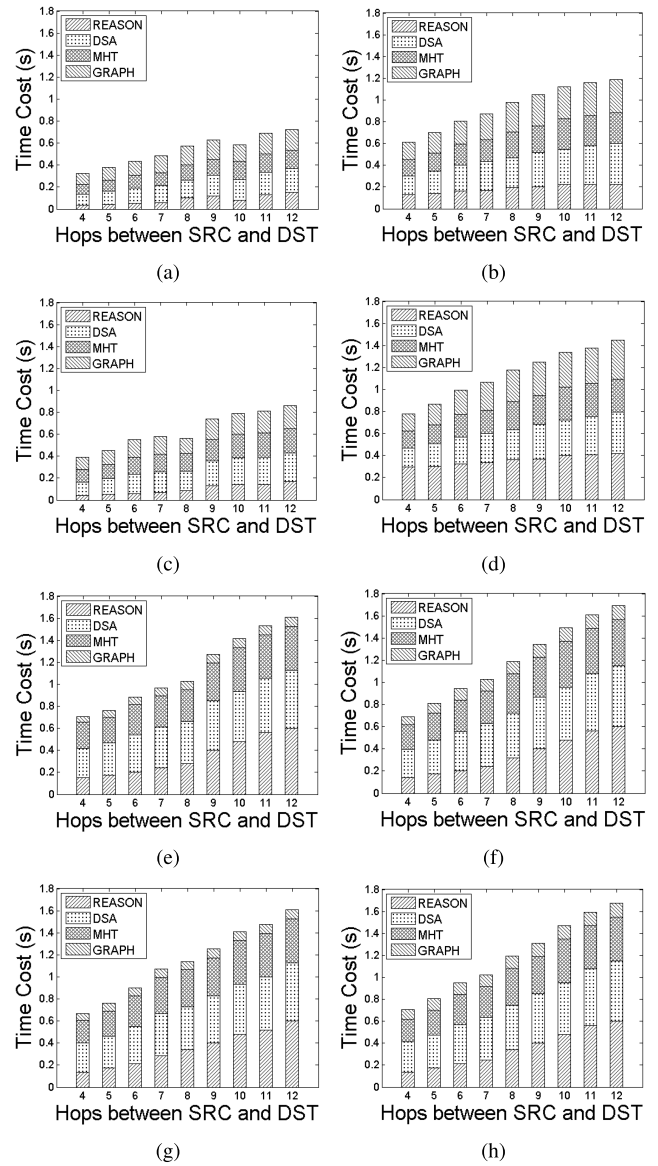 1.8
1.6
1.4
1.2
1
0.8
0.6
0.4
0.2
0
Time Cost (s)
REASON
DSA
MHT
GRAPH
4 5 6 7 8 9 10 11 12
Hops between SRC and DST
(a)
1.8
1.6
1.4
1.2
1
0.8
0.6
0.4
0.2
0
Time Cost (s)
REASON
DSA
MHT
GRAPH
4 5 6 7 8 9 10 11 12
Hops between SRC and DST
(b)
1.8
1.6
1.4
1.2
1
0.8
0.6
0.4
0.2
0
Time Cost (s)
REASON
DSA
MHT
GRAPH
4 5 6 7 8 9 10 11 12
Hops between SRC and DST
(c)
1.8
1.6
1.4
1.2
1
0.8
0.6
0.4
0.2
0
Time Cost (s)
REASON
DSA
MHT
GRAPH
4 5 6 7 8 9 10 11 12
Hops between SRC and DST
(d)
1.8
1.6
1.4
1.2
1
0.8
0.6
0.4
0.2
0
Time Cost (s)
REASON
DSA
MHT
GRAPH
4 5 6 7 8 9 10 11 12
Hops between SRC and DST
(e)
1.8
1.6
1.4
1.2
1
0.8
0.6
0.4
0.2
0
Time Cost (s)
REASON
DSA
MHT
GRAPH
4 5 6 7 8 9 10 11 12
Hops between SRC and DST
(f)
1.8
1.6
1.4
1.2
1
0.8
0.6
0.4
0.2
0
Time Cost (s)
REASON
DSA
MHT
GRAPH
4 5 6 7 8 9 10 11 12
Hops between SRC and DST
(g)
1.8
1.6
1.4
1.2
1
0.8
0.6
0.4
0.2
0
Time Cost (s)
REASON
DSA
MHT
GRAPH
4 5 6 7 8 9 10 11 12
Hops between SRC and DST
(h)